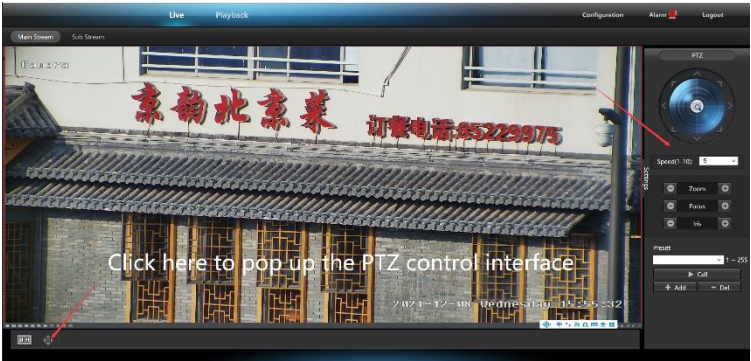 Live Playback Configuration Alarm Logout
Main Stream Sub Stream
PTZ
Camera
京韵北京菜
订餐电话:85229975
Speed(1-10): 5
Settings
Zoom
Focus
Iris
Preset
1 ~ 255
Call
Add Del
Click here to pop up the PTZ control interface
2021-12-08 Wednesday 15:55:32